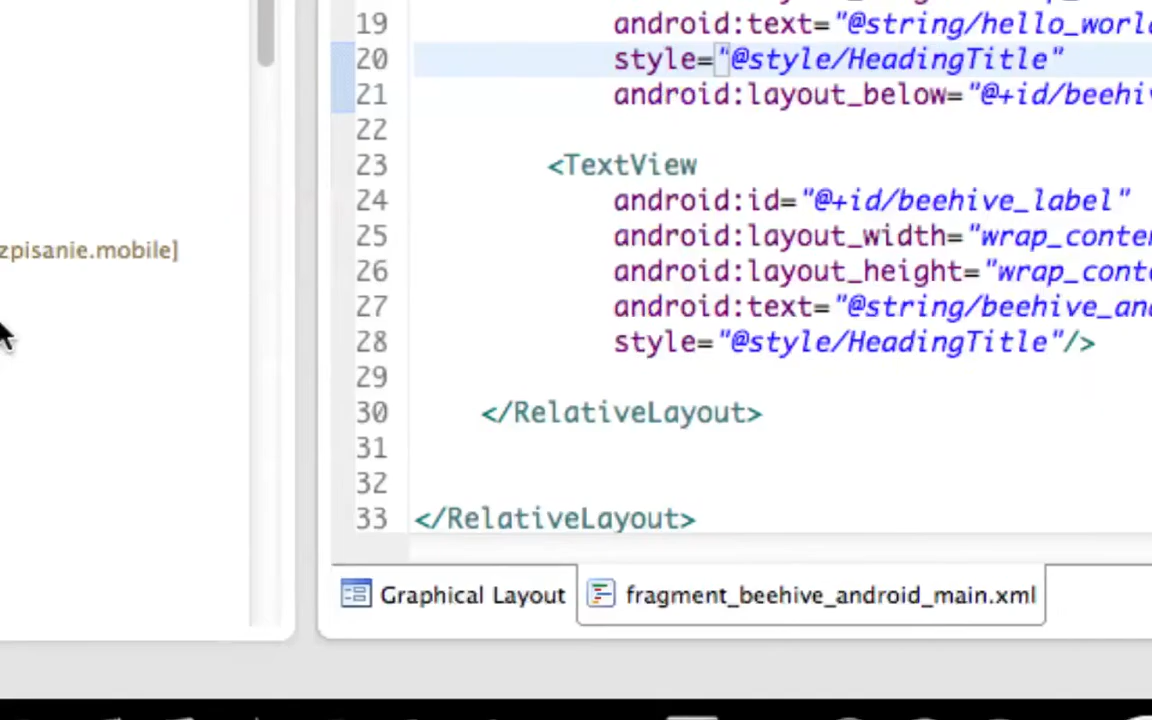 19 android:text="@string/hello_worl
20 style="@style/HeadingTitle"
21 android:layout_below="@+id/beehi
22
23 <TextView
24 android:id="@+id/beehive_label"
25 android:layout_width="wrap_conte
26 android:layout_height="wrap_cont
27 android:text="@string/beehive_an
28 style="@style/HeadingTitle"/>
29
30 </RelativeLayout>
31
32
33 </RelativeLayout>
zpisanie.mobile]
Graphical Layout
fragment_beehive_android_main.xml